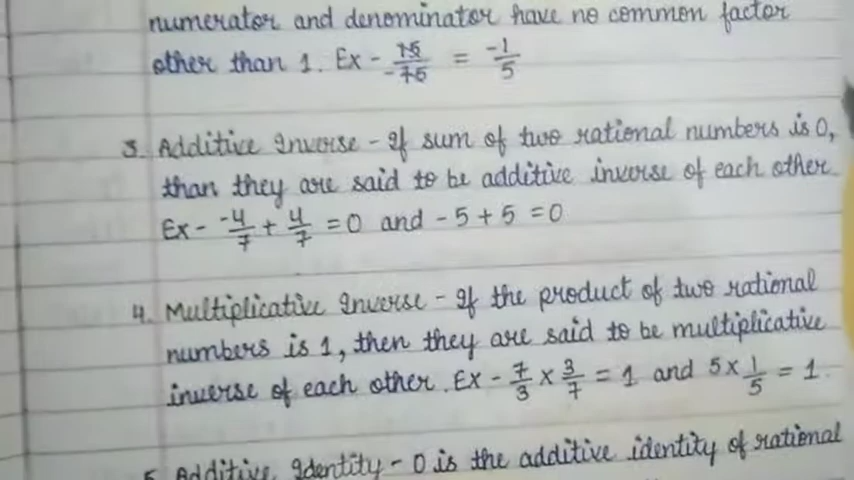 numerator and denominator have no common factor
other than 1. Ex - 15/-75 = -1/5
3. Additive Inverse - If sum of two rational numbers is 0,
than they are said to be additive inverse of each other
Ex - -4/7 + 4/7 = 0 and -5+5 = 0
4. Multiplicative Inverse - If the product of two rational
numbers is 1, then they are said to be multiplicative
inverse of each other. Ex - 7/3 × 3/7 = 1 and 5 × 1/5 = 1.
5. Additive Identity - 0 is the additive identity of rational